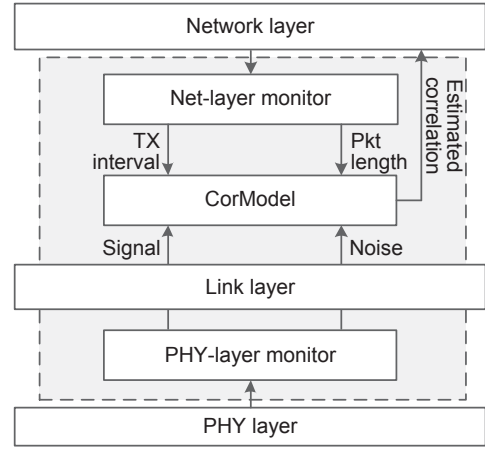 Network layer
Net-layer monitor
TX
interval
Pkt
length
Estimated
correlation
CorModel
Signal
Noise
Link layer
PHY-layer monitor
PHY layer